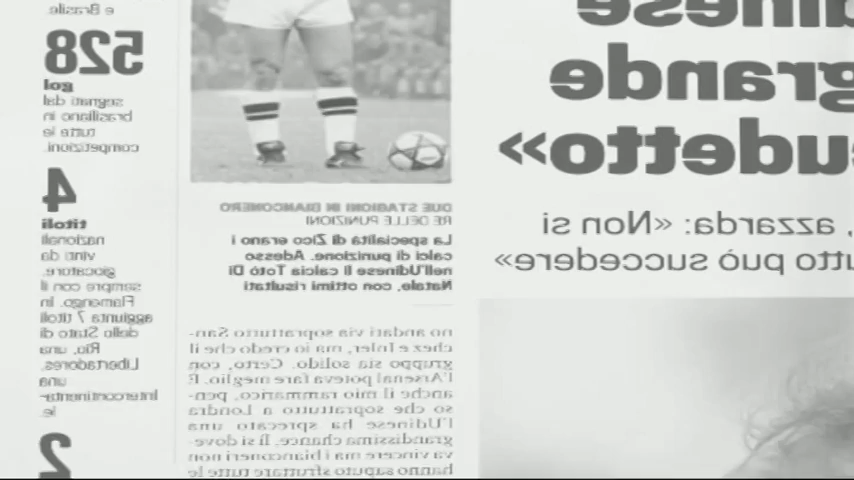 dinese
grande
udetto»
, azzarda: «Non si
utto può succedere»
DUE STAGIONI IN BIANCONERO
RE DELLE PUNIZIONI
La specialità di Zico erano i
calci di punizione. Adesso
nell'Udinese li calcia Totò Di
Natale, con ottimi risultati
no andati via soprattutto San-
chez e Inler, ma io credo che il
gruppo sia solido. Certo, con
l'Arsenal poteva fare meglio. È
anche il mio rammarico, pen-
so che soprattutto a Londra
l'Udinese ha sprecato una
grandissima chance, lì si dove-
va vincere ma i bianconeri non
hanno saputo sfruttare tutte le
e Brasile.
528
gol
segnati dal
brasiliano in
tutte le
competizioni.
4
titoli
nazionali
vinti da
giocatore,
sempre con il
Flamengo. In
aggiunta 7 titoli
dello Stato di
Rio, una
Libertadores,
una
Intercontinenta-
le
2